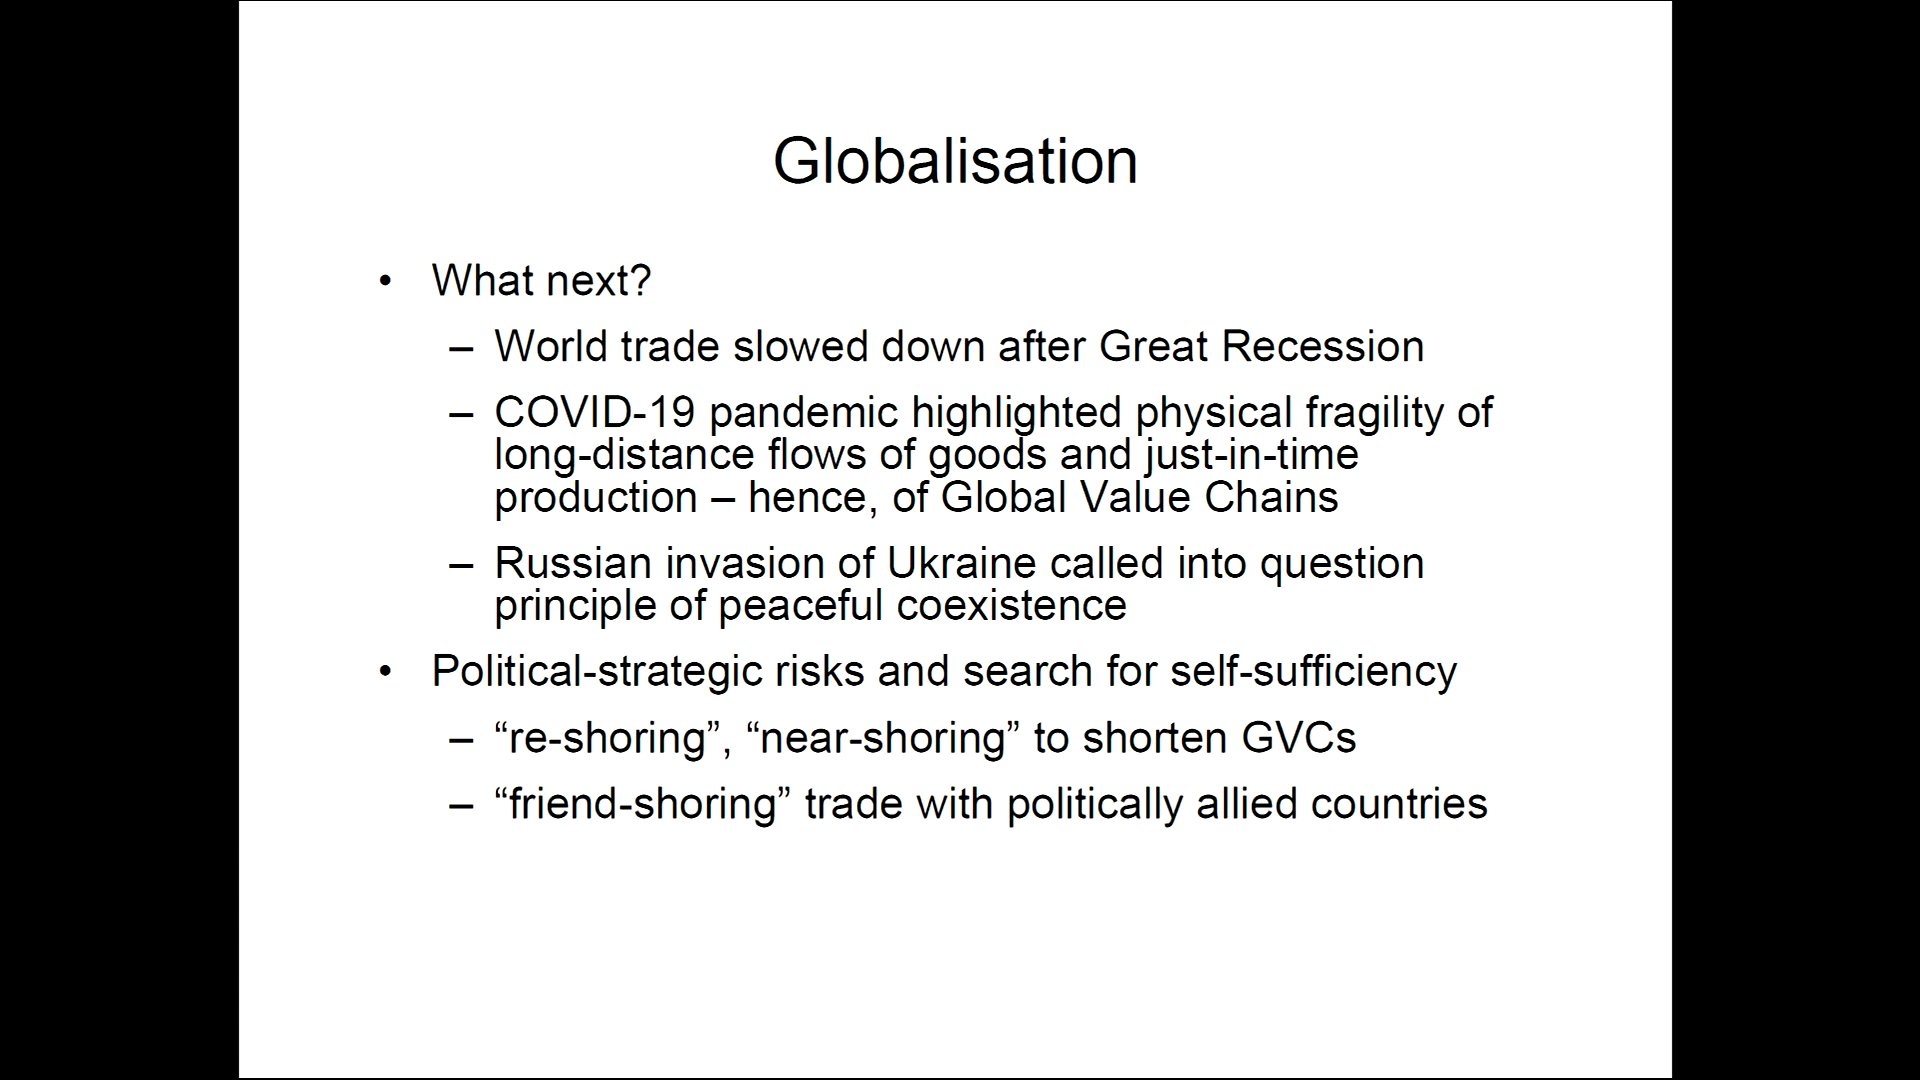 Globalisation
• What next?
– World trade slowed down after Great Recession
– COVID-19 pandemic highlighted physical fragility of
long-distance flows of goods and just-in-time
production – hence, of Global Value Chains
– Russian invasion of Ukraine called into question
principle of peaceful coexistence
• Political-strategic risks and search for self-sufficiency
– “re-shoring”, “near-shoring” to shorten GVCs
– “friend-shoring” trade with politically allied countries